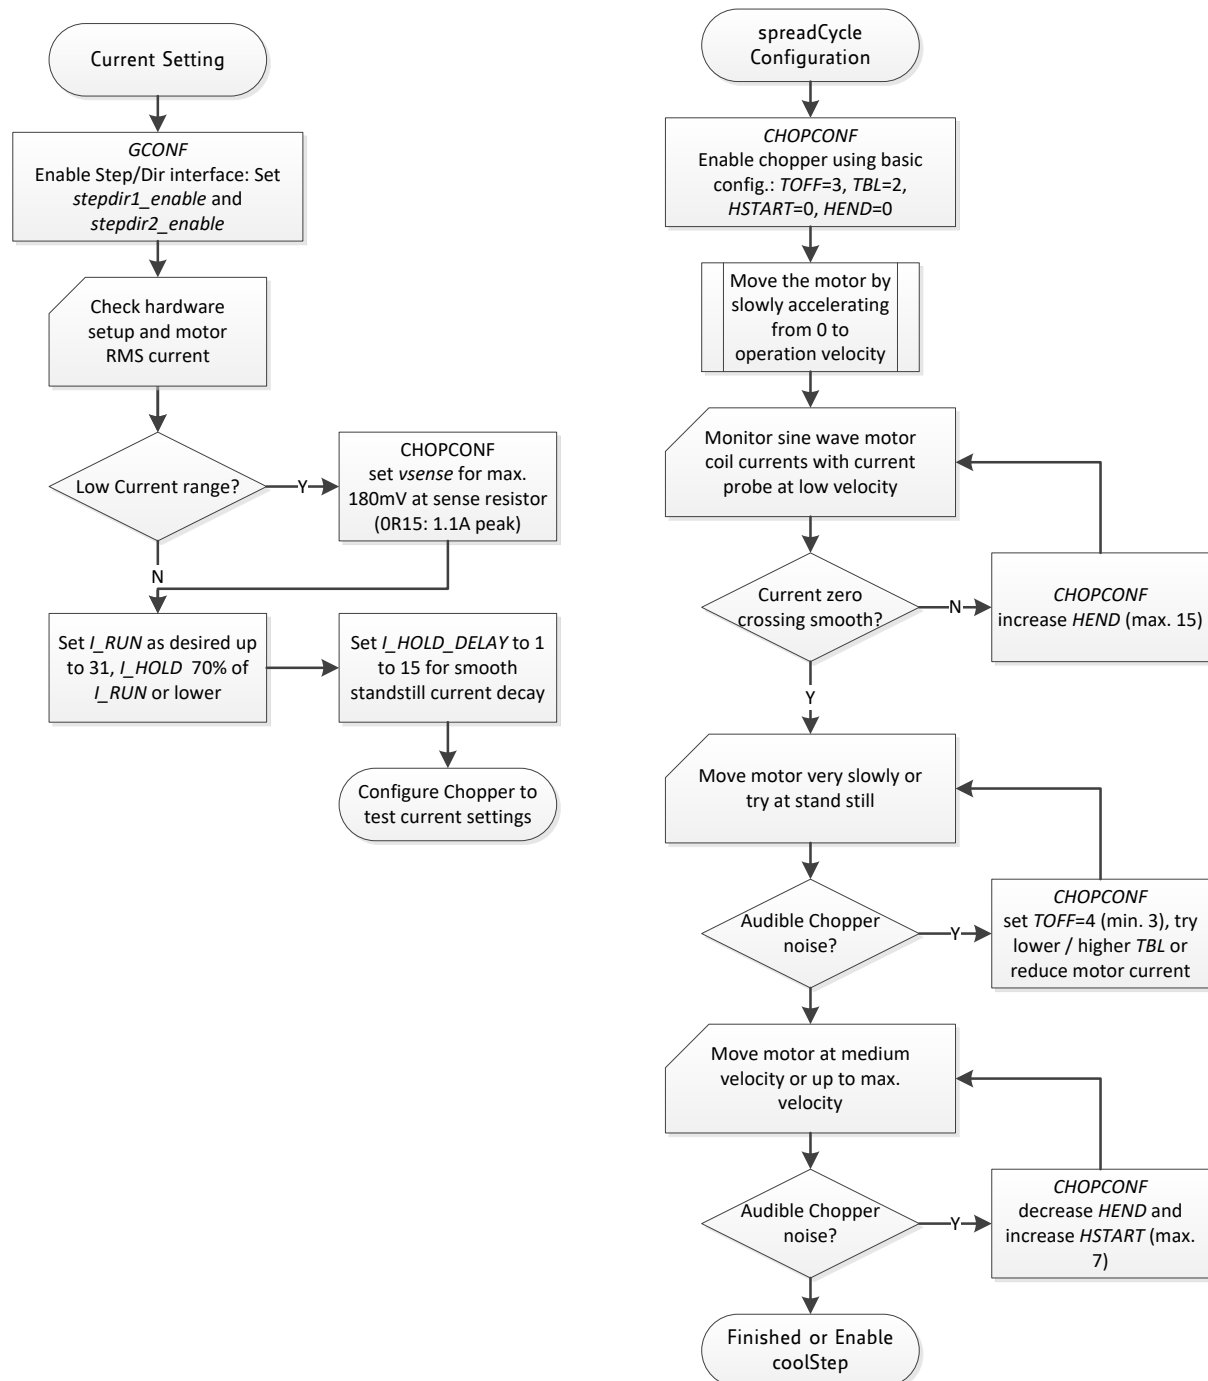 Current Setting
GCONF
Enable Step/Dir interface: Set
stepdir1_enable and
stepdir2_enable
Check hardware
setup and motor
RMS current
Low Current range?
Y
CHOPCONF
set vsense for max.
180mV at sense resistor
(0R15: 1.1A peak)
N
Set I_RUN as desired up
to 31, I_HOLD 70% of
I_RUN or lower
Set I_HOLD_DELAY to 1
to 15 for smooth
standstill current decay
Configure Chopper to
test current settings
spreadCycle
Configuration
CHOPCONF
Enable chopper using basic
config.: TOFF=3, TBL=2,
HSTART=0, HEND=0
Move the motor by
slowly accelerating
from 0 to
operation velocity
Monitor sine wave motor
coil currents with current
probe at low velocity
Current zero
crossing smooth?
N
CHOPCONF
increase HEND (max. 15)
Y
Move motor very slowly or
try at stand still
Audible Chopper
noise?
Y
CHOPCONF
set TOFF=4 (min. 3), try
lower / higher TBL or
reduce motor current
Move motor at medium
velocity or up to max.
velocity
Audible Chopper
noise?
Y
CHOPCONF
decrease HEND and
increase HSTART (max.
7)
Finished or Enable
coolStep